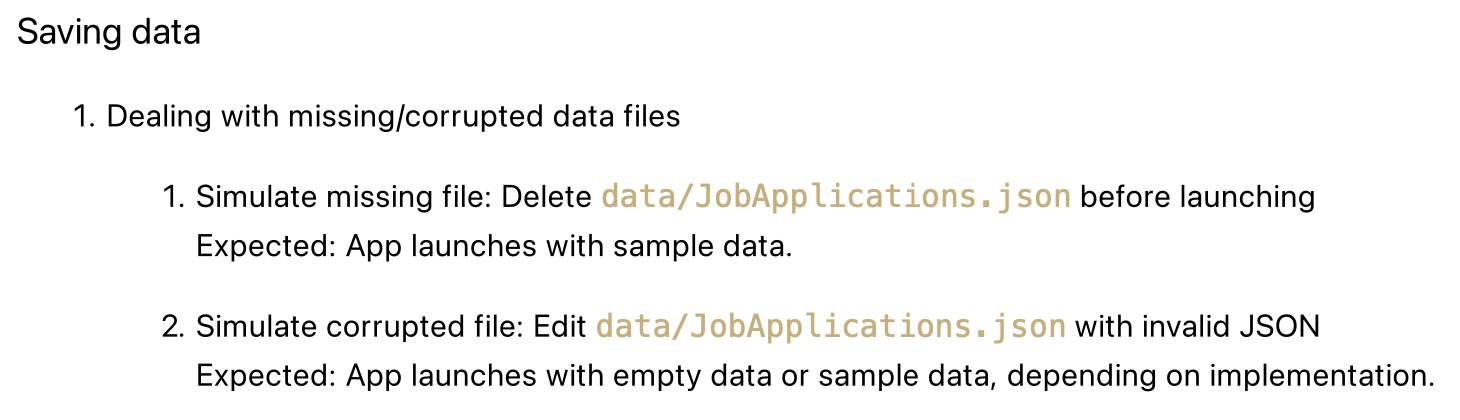 Saving data
1. Dealing with missing/corrupted data files
1. Simulate missing file: Delete data/JobApplications.json before launching
Expected: App launches with sample data.
2. Simulate corrupted file: Edit data/JobApplications.json with invalid JSON
Expected: App launches with empty data or sample data, depending on implementation.